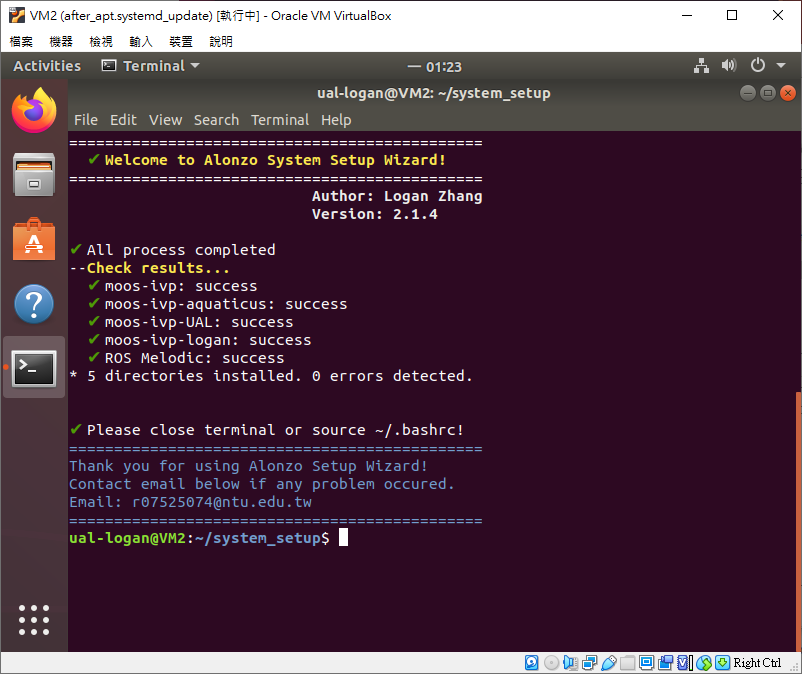 VM2 (after_apt.systemd_update) [執行中] - Oracle VM VirtualBox
檔案 機器 檢視 輸入 裝置 說明
Activities Terminal 一 01:23
ual-logan@VM2: ~/system_setup
File Edit View Search Terminal Help
==============================================
✔ Welcome to Alonzo System Setup Wizard!
==============================================
Author: Logan Zhang
Version: 2.1.4
✔ All process completed
--Check results...
✔ moos-ivp: success
✔ moos-ivp-aquaticus: success
✔ moos-ivp-UAL: success
✔ moos-ivp-logan: success
✔ ROS Melodic: success
* 5 directories installed. 0 errors detected.
✔ Please close terminal or source ~/.bashrc!
==============================================
Thank you for using Alonzo Setup Wizard!
Contact email below if any problem occured.
Email: r07525074@ntu.edu.tw
==============================================
ual-logan@VM2:~/system_setup$
Right Ctrl